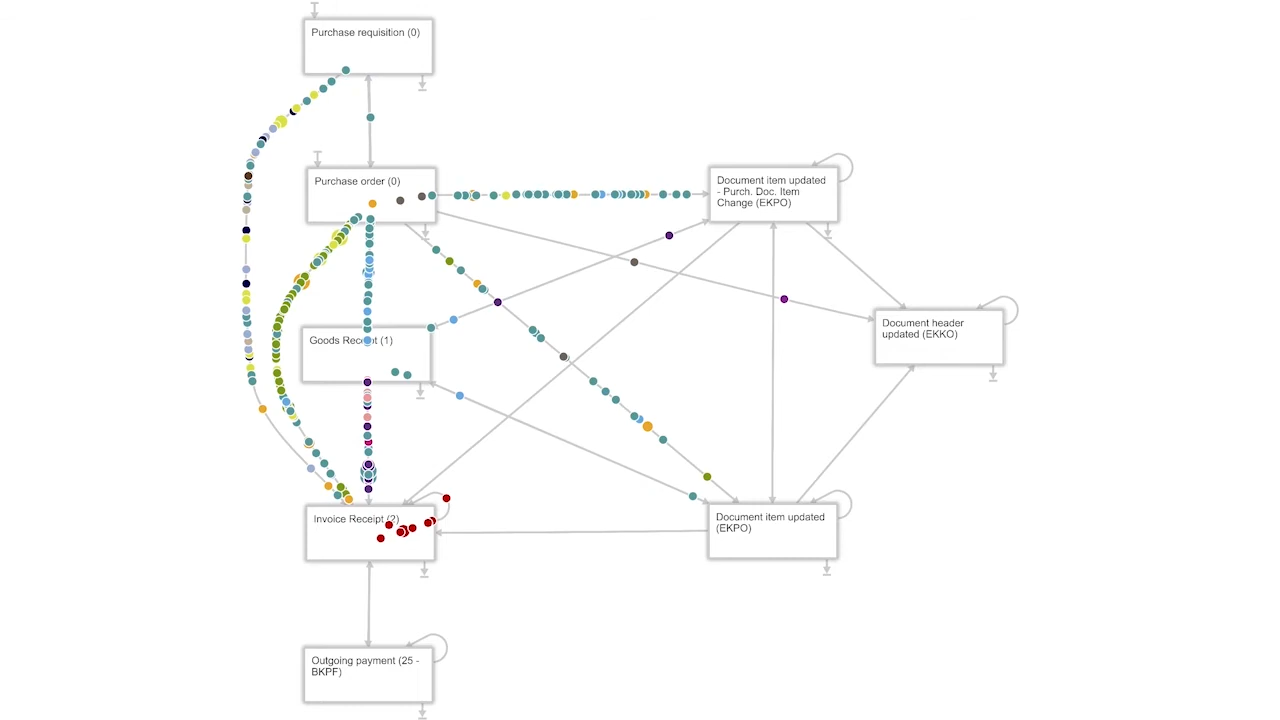 Purchase requisition (0)
Purchase order (0)
Document item updated
- Purch. Doc. Item
Change (EKPO)
Document header
updated (EKKO)
Goods Receipt (1)
Invoice Receipt (2)
Document item updated
(EKPO)
Outgoing payment (25 -
BKPF)